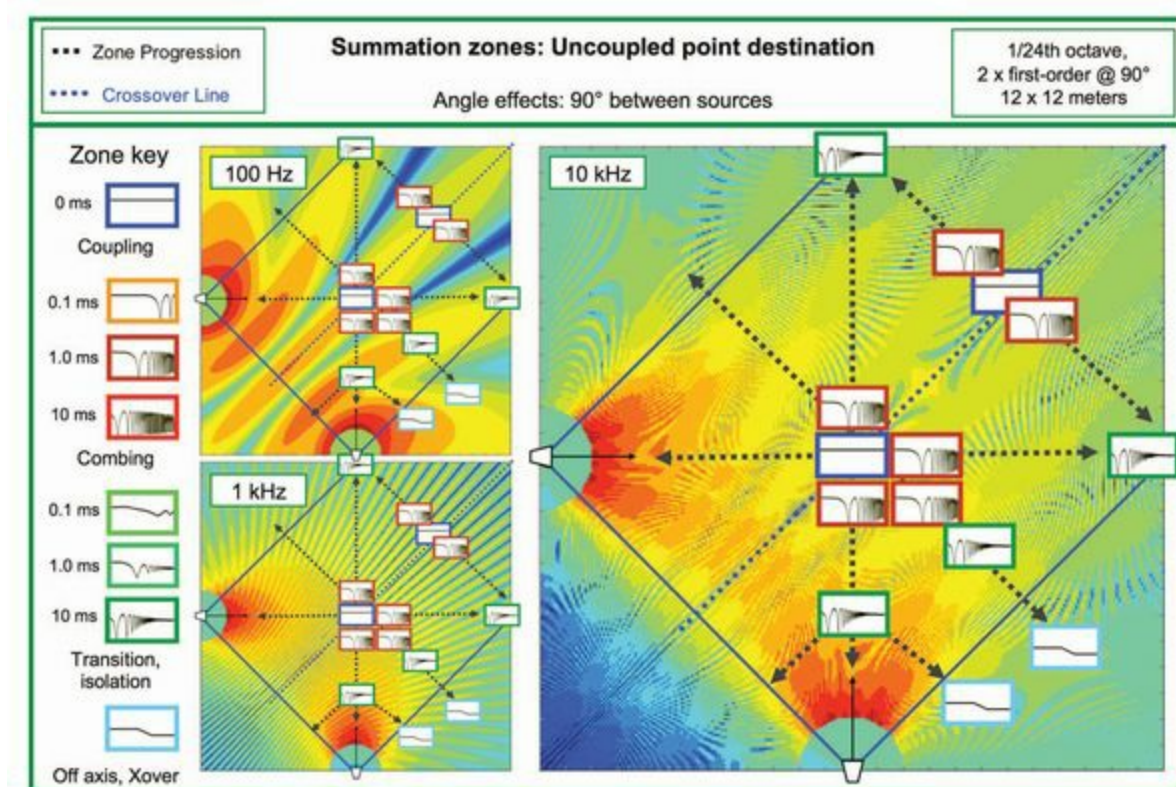 Zone Progression
Crossover Line
Summation zones: Uncoupled point destination
Angle effects: 90° between sources
1/24th octave,
2 x first-order @ 90°
12 x 12 meters
Zone key
0 ms
Coupling
0.1 ms
1.0 ms
10 ms
Combing
0.1 ms
1.0 ms
10 ms
Transition,
isolation
Off axis, Xover
100 Hz
1 kHz
10 kHz